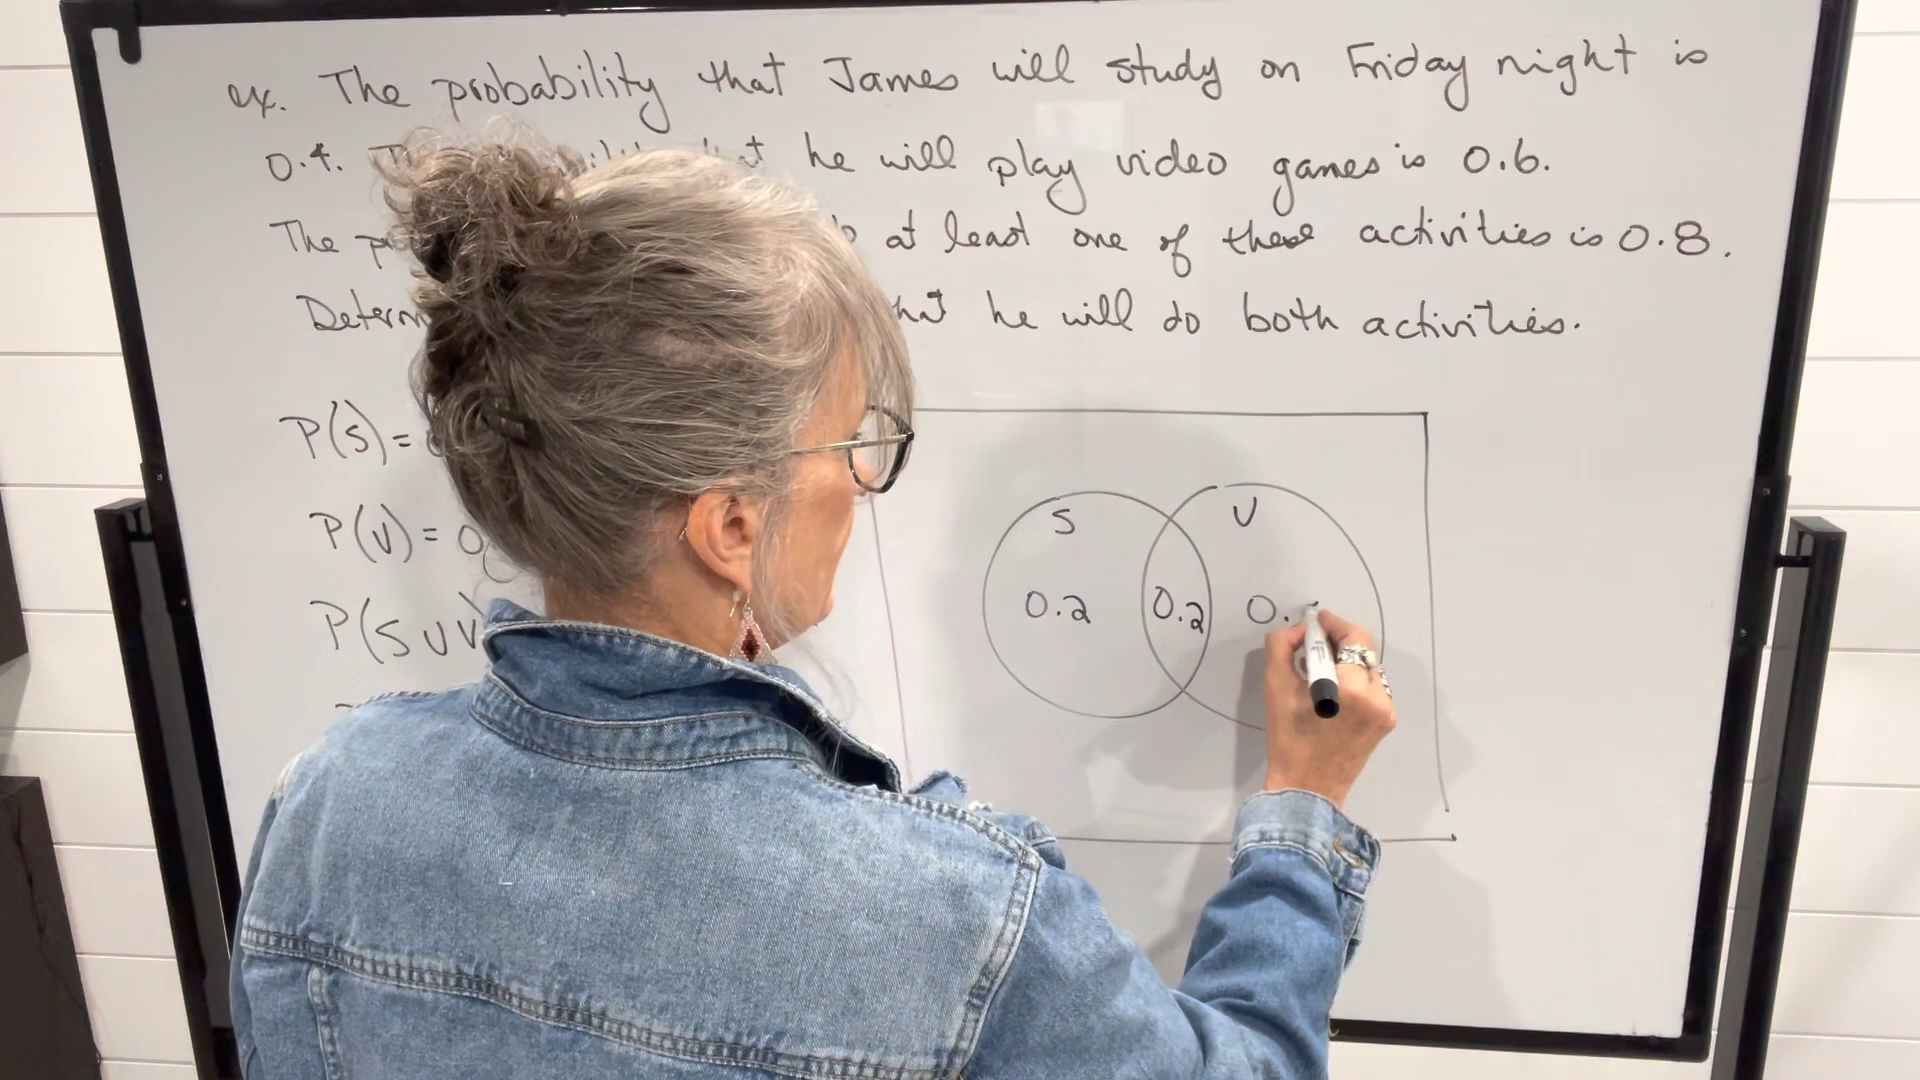 ex. The probability that James will study on Friday night is
0.4. he will play video games is 0.6.
The at least one of these activities is 0.8.
he will do both activities.
P(S) =
P(V) = 0
P(S U V)
S V
0.2 0.2 0.